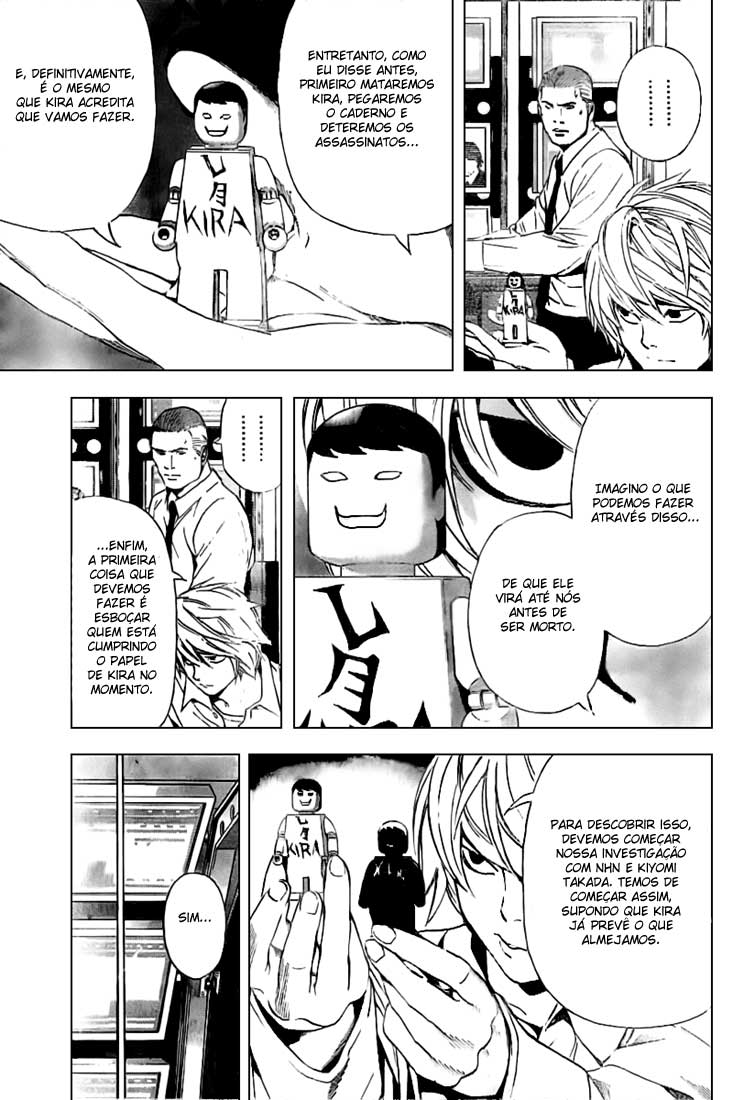 .......
.......
ENTRETANTO, COMO
EU DISSE ANTES,
PRIMEIRO MATAREMOS
KIRA, PEGAREMOS
O CADERNO E
DETEREMOS OS
ASSASSINATOS...
E, DEFINITIVAMENTE,
É O MESMO
QUE KIRA ACREDITA
QUE VAMOS FAZER.
KIRA
KIRA
IMAGINO O QUE
PODEMOS FAZER
ATRAVÉS DISSO...
DE QUE ELE
VIRÁ ATÉ NÓS
ANTES DE
SER MORTO.
.......
.......
...ENFIM,
A PRIMEIRA
COISA QUE
DEVEMOS
FAZER É
ESBOÇAR
QUEM ESTÁ
CUMPRINDO
O PAPEL
DE KIRA NO
MOMENTO.
PARA DESCOBRIR ISSO,
DEVEMOS COMEÇAR
NOSSA INVESTIGAÇÃO
COM NHN E KIYOMI
TAKADA. TEMOS DE
COMEÇAR ASSIM,
SUPONDO QUE KIRA
JÁ PREVÊ O QUE
ALMEJAMOS.
KIRA
SIM...